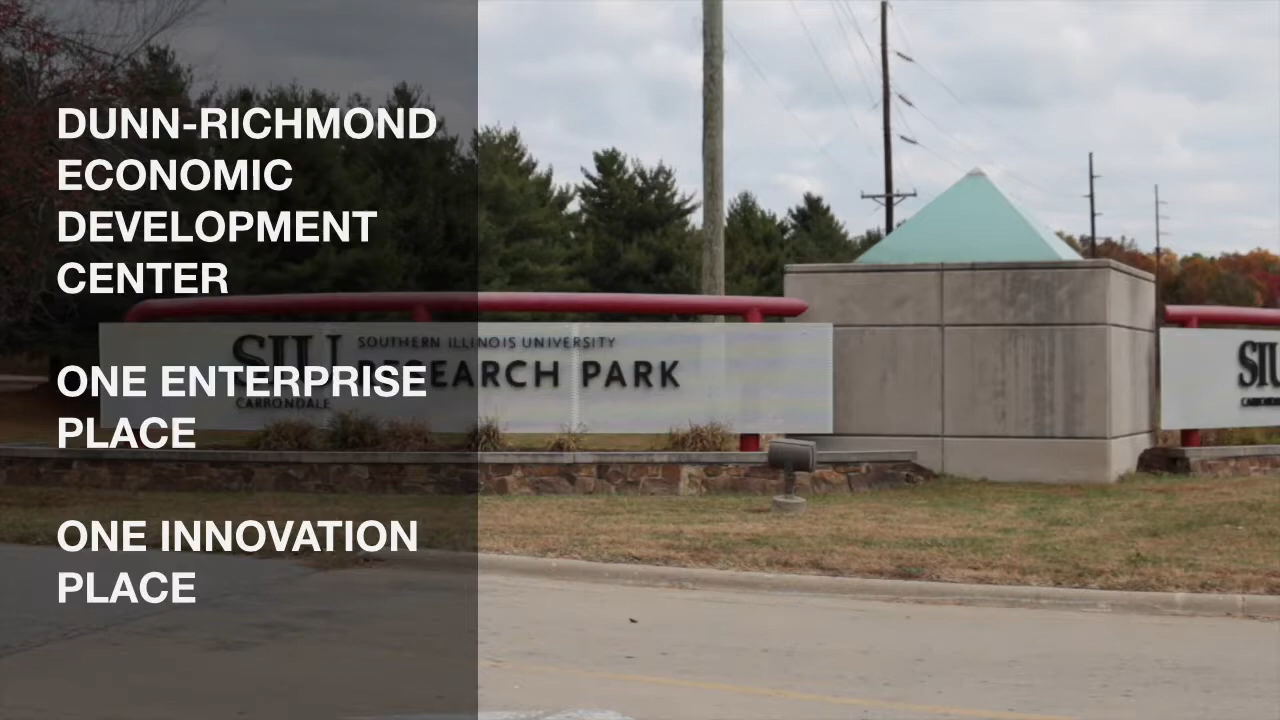 DUNN-RICHMOND
ECONOMIC
DEVELOPMENT
CENTER
ONE ENTERPRISE
PLACE
ONE INNOVATION
PLACE
SIU SOUTHERN ILLINOIS UNIVERSITY
RESEARCH PARK
CARBONDALE
SIU